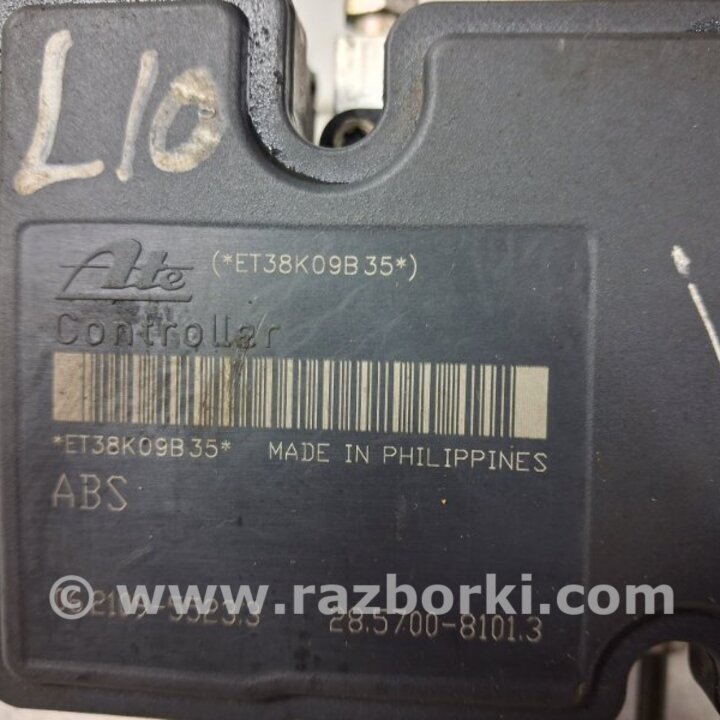 L10
Ate (*ET38K09B35*)
Controller
*ET38K09B35* MADE IN PHILIPPINES
ABS
© www.razborki.com
28.5700-8101.3